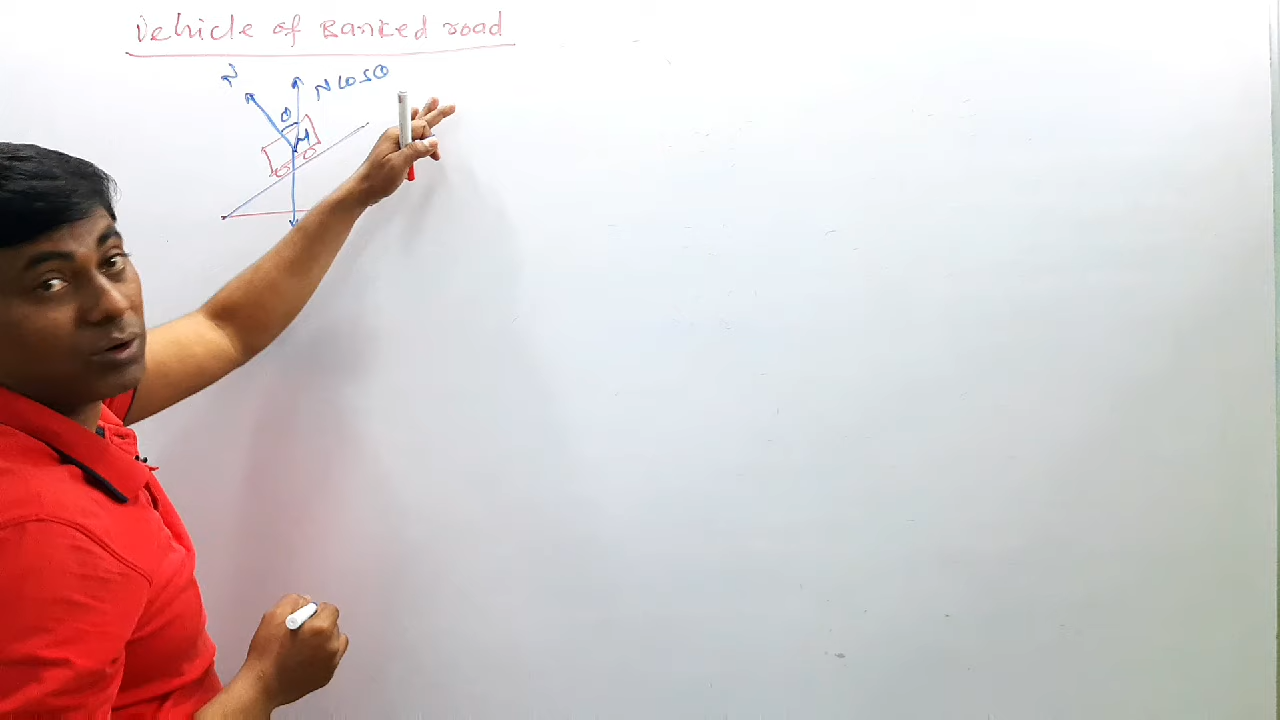 Vehicle of Banked road
N
N cosθ
θ
M